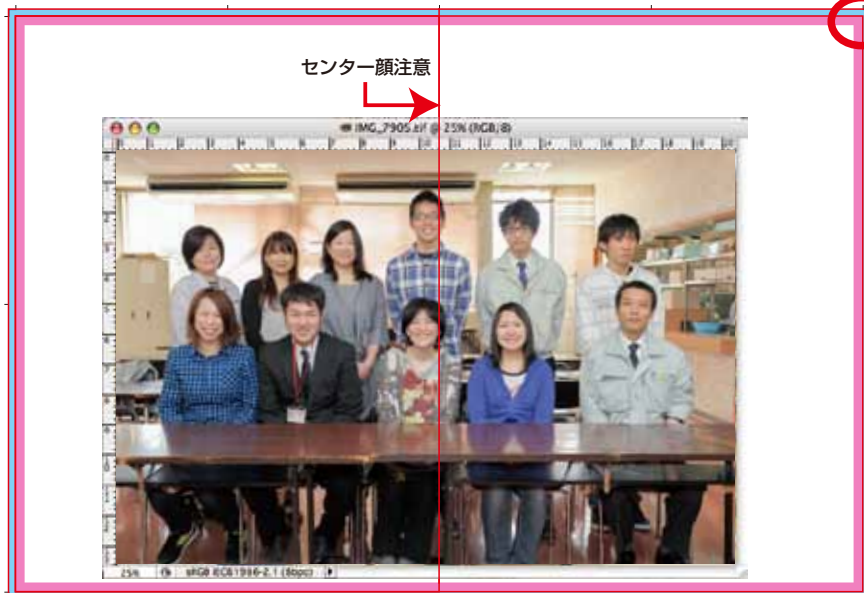 センター顔注意
IMG_7905.tif @ 25% (RGB/8)
25%
sRGB IEC61966-2.1 (8bpc)